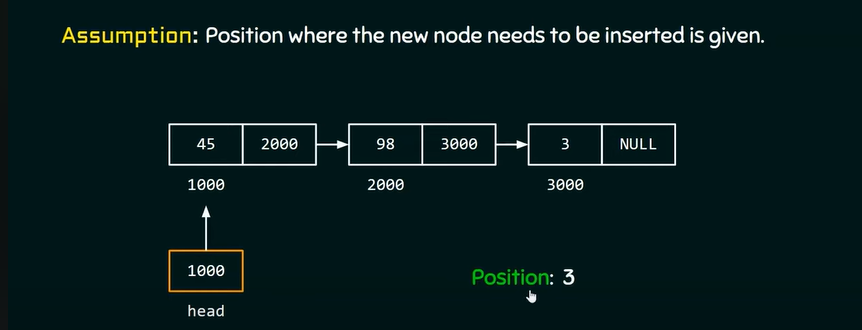 Assumption: Position where the new node needs to be inserted is given.
45 2000 98 3000 3 NULL
1000 2000 3000
1000
Position: 3
head